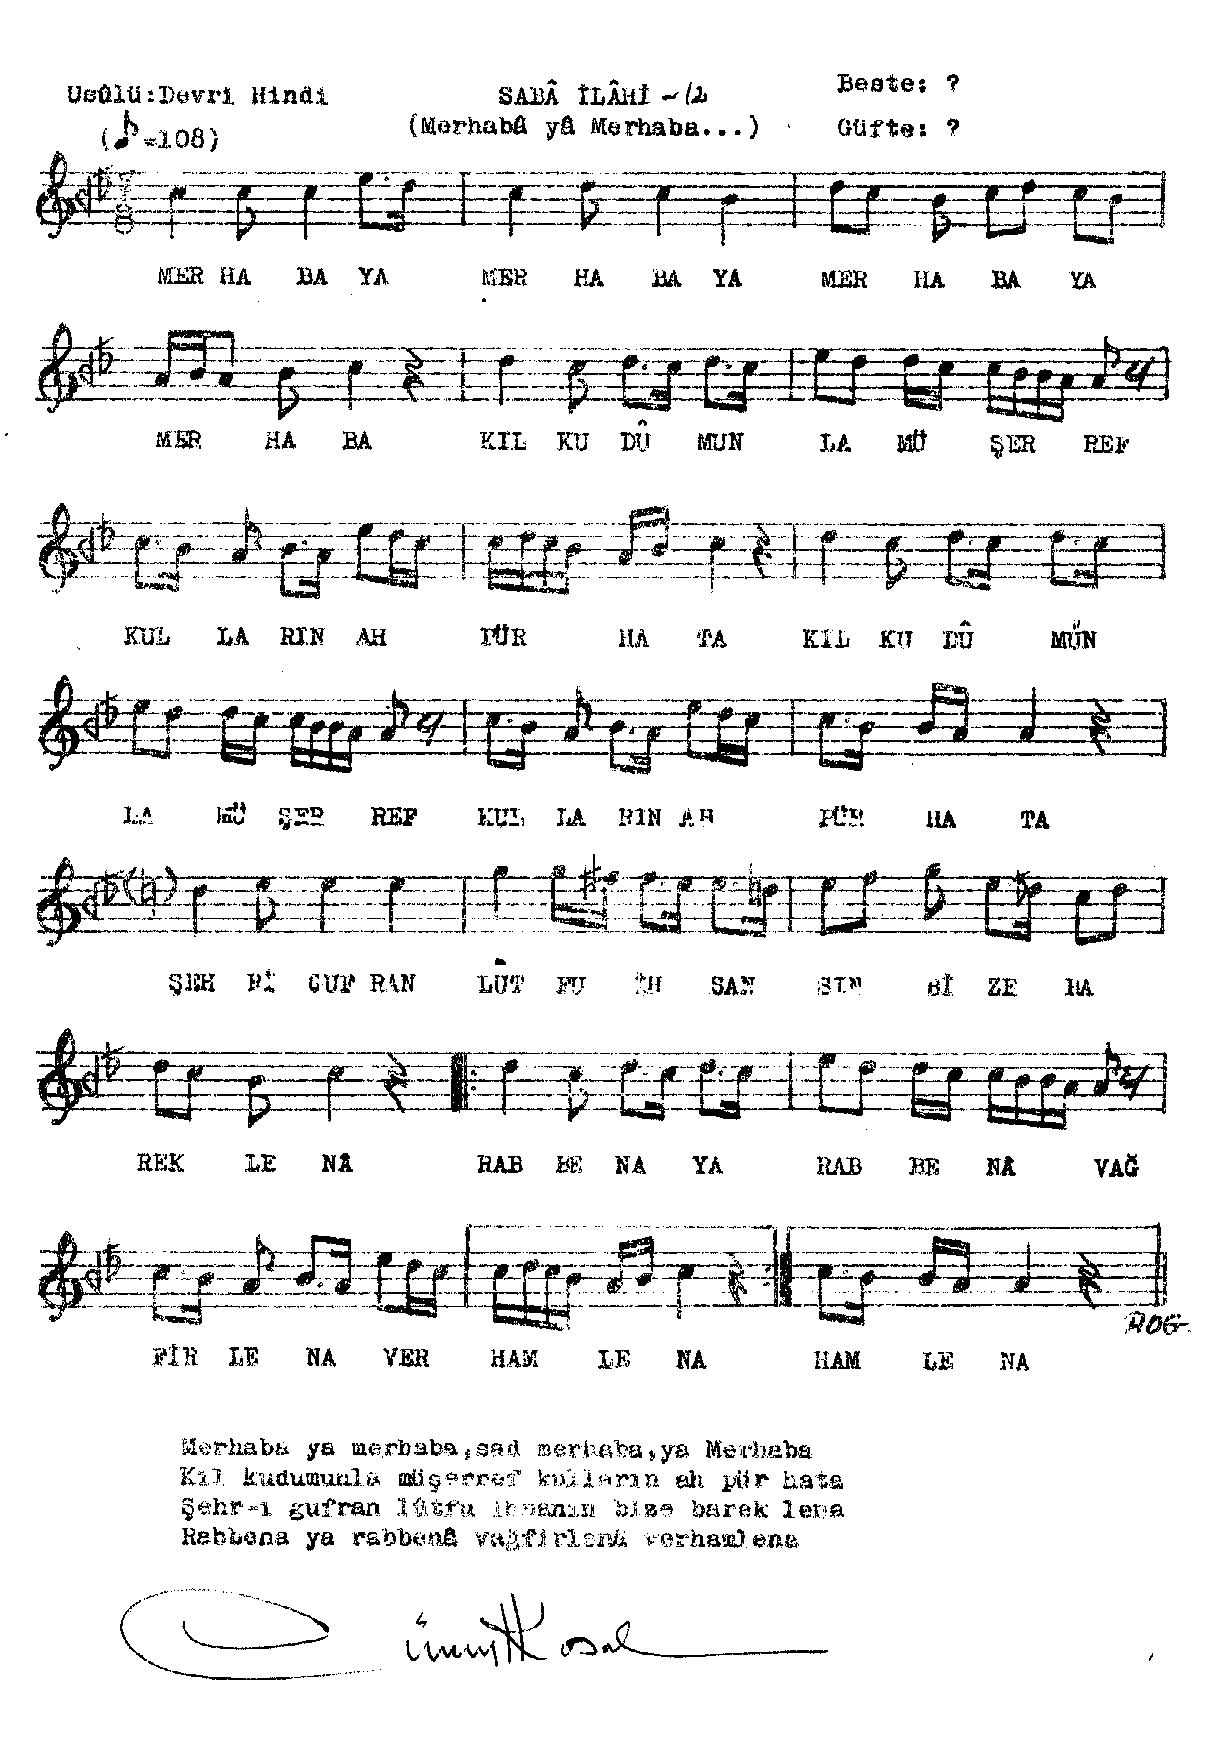 Usûlü:Devri Hindi
SABÂ İLÂHİ -12
Beste: ?
(♪=108)
(Merhabâ yâ Merhaba...)
Güfte: ?
MER HA BA YA MER HA BA YA MER HA BA YA
MER HA BA KIL KU DÛ MUN LA MÜ ŞER REF
KUL LA RIN AH PÜR HA TA KIL KU DÛ MÜN
LA MÜ ŞER REF KUL LA RIN AH PÜR HA TA
ŞEH Rİ GUF RAN LÛT FU İH SAN SIN Bİ ZE BA
REK LE NÂ RAB BE NA YA RAB BE NÂ VAĞ
FİR LE NA VER HAM LE NA HAM LE NA
ROG.
Merhaba ya merhaba,sad merhaba,ya Merhaba
Kıl kudumunla müşerref kulların ah pür hata
Şehr-ı gufran lûtfu ihsanın bize barek lena
Rabbena ya rabbenâ vağfirlenâ verhamlena